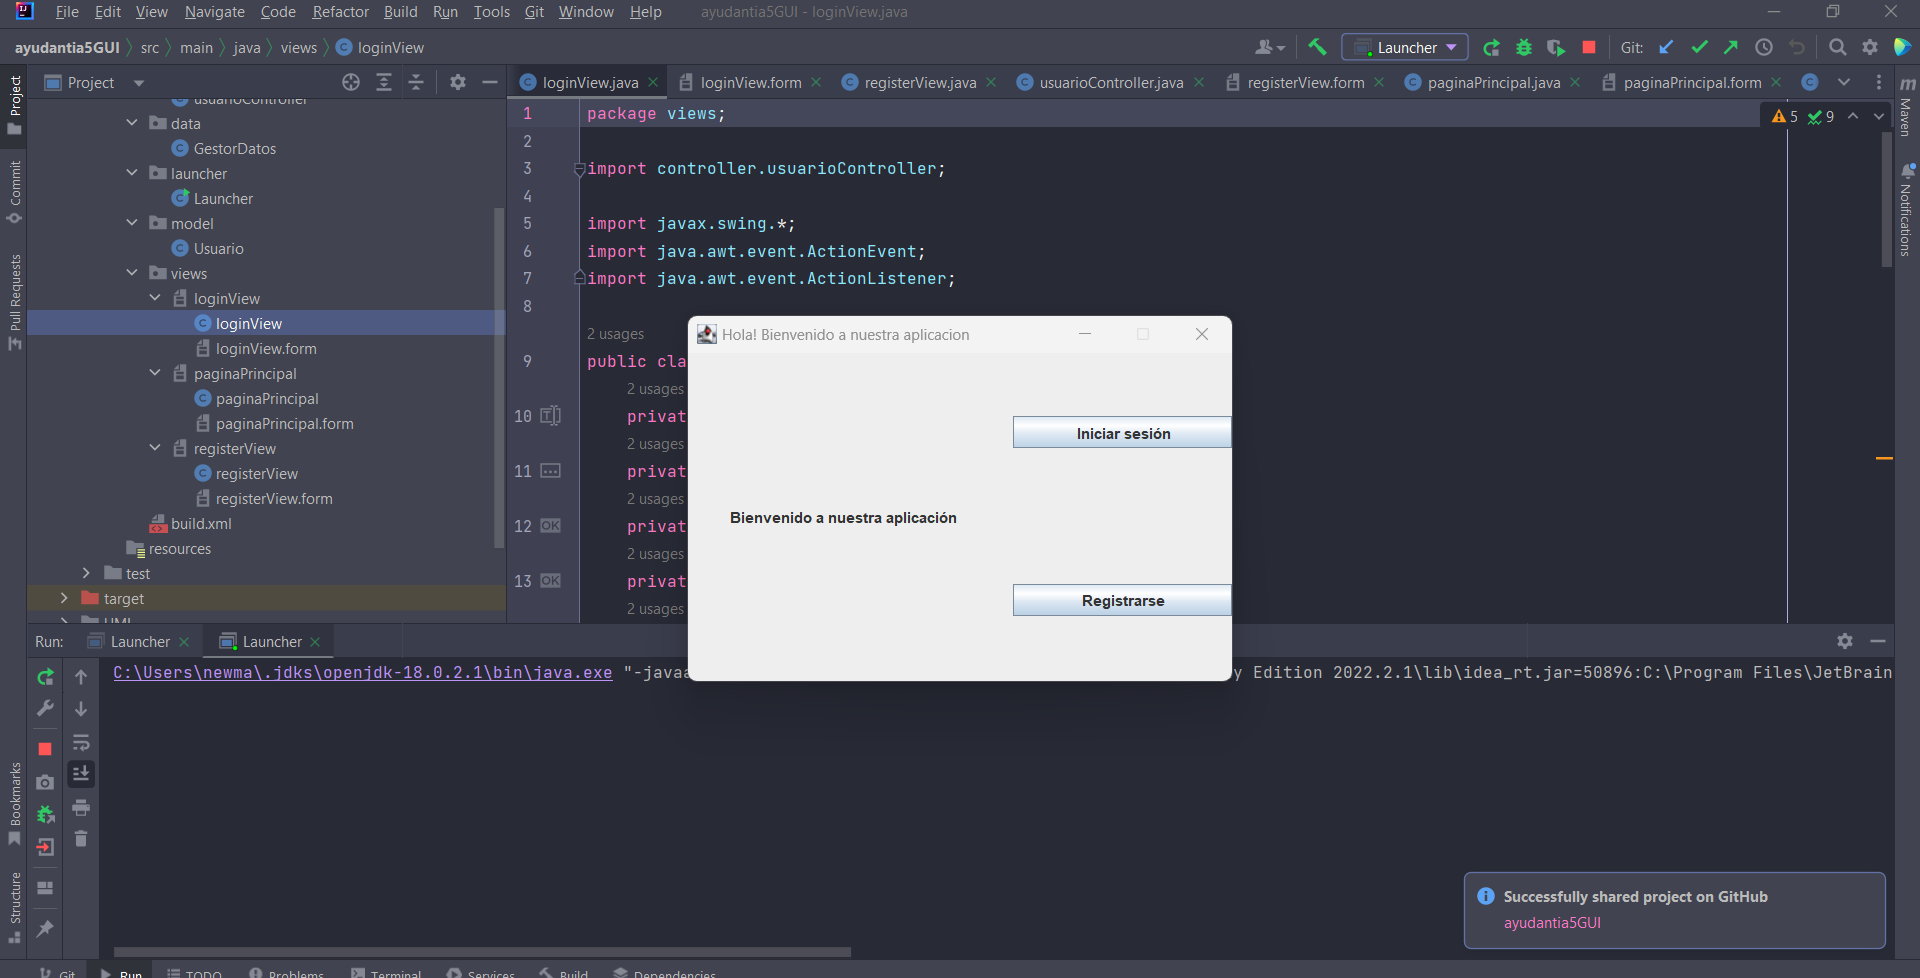 File Edit View Navigate Code Refactor Build Run Tools Git Window Help ayudantia5GUI - loginView.java
ayudantia5GUI src main java views loginView Launcher Git:
Project
loginView.java loginView.form registerView.java usuarioController.java registerView.form paginaPrincipal.java paginaPrincipal.form
Project
Commit
Pull Requests
Bookmarks
Structure
Maven
Notifications
usuarioController
data
GestorDatos
launcher
Launcher
model
Usuario
views
loginView
loginView
loginView.form
paginaPrincipal
paginaPrincipal
paginaPrincipal.form
registerView
registerView
registerView.form
build.xml
resources
test
target
1 package views;
5 9
2
3 import controller.usuarioController;
4
5 import javax.swing.*;
6 import java.awt.event.ActionEvent;
7 import java.awt.event.ActionListener;
8
2 usages
9 public cla
2 usages
10 privat
2 usages
11 privat
2 usages
12 OK privat
2 usages
13 OK privat
2 usages
Hola! Bienvenido a nuestra aplicacion
Iniciar sesión
Bienvenido a nuestra aplicación
Registrarse
Run: Launcher Launcher
C:\Users\newma\.jdks\openjdk-18.0.2.1\bin\java.exe "-javaa y Edition 2022.2.1\lib\idea_rt.jar=50896:C:\Program Files\JetBrain
Successfully shared project on GitHub
ayudantia5GUI
Git Run TODO Problems Terminal Services Build Dependencies